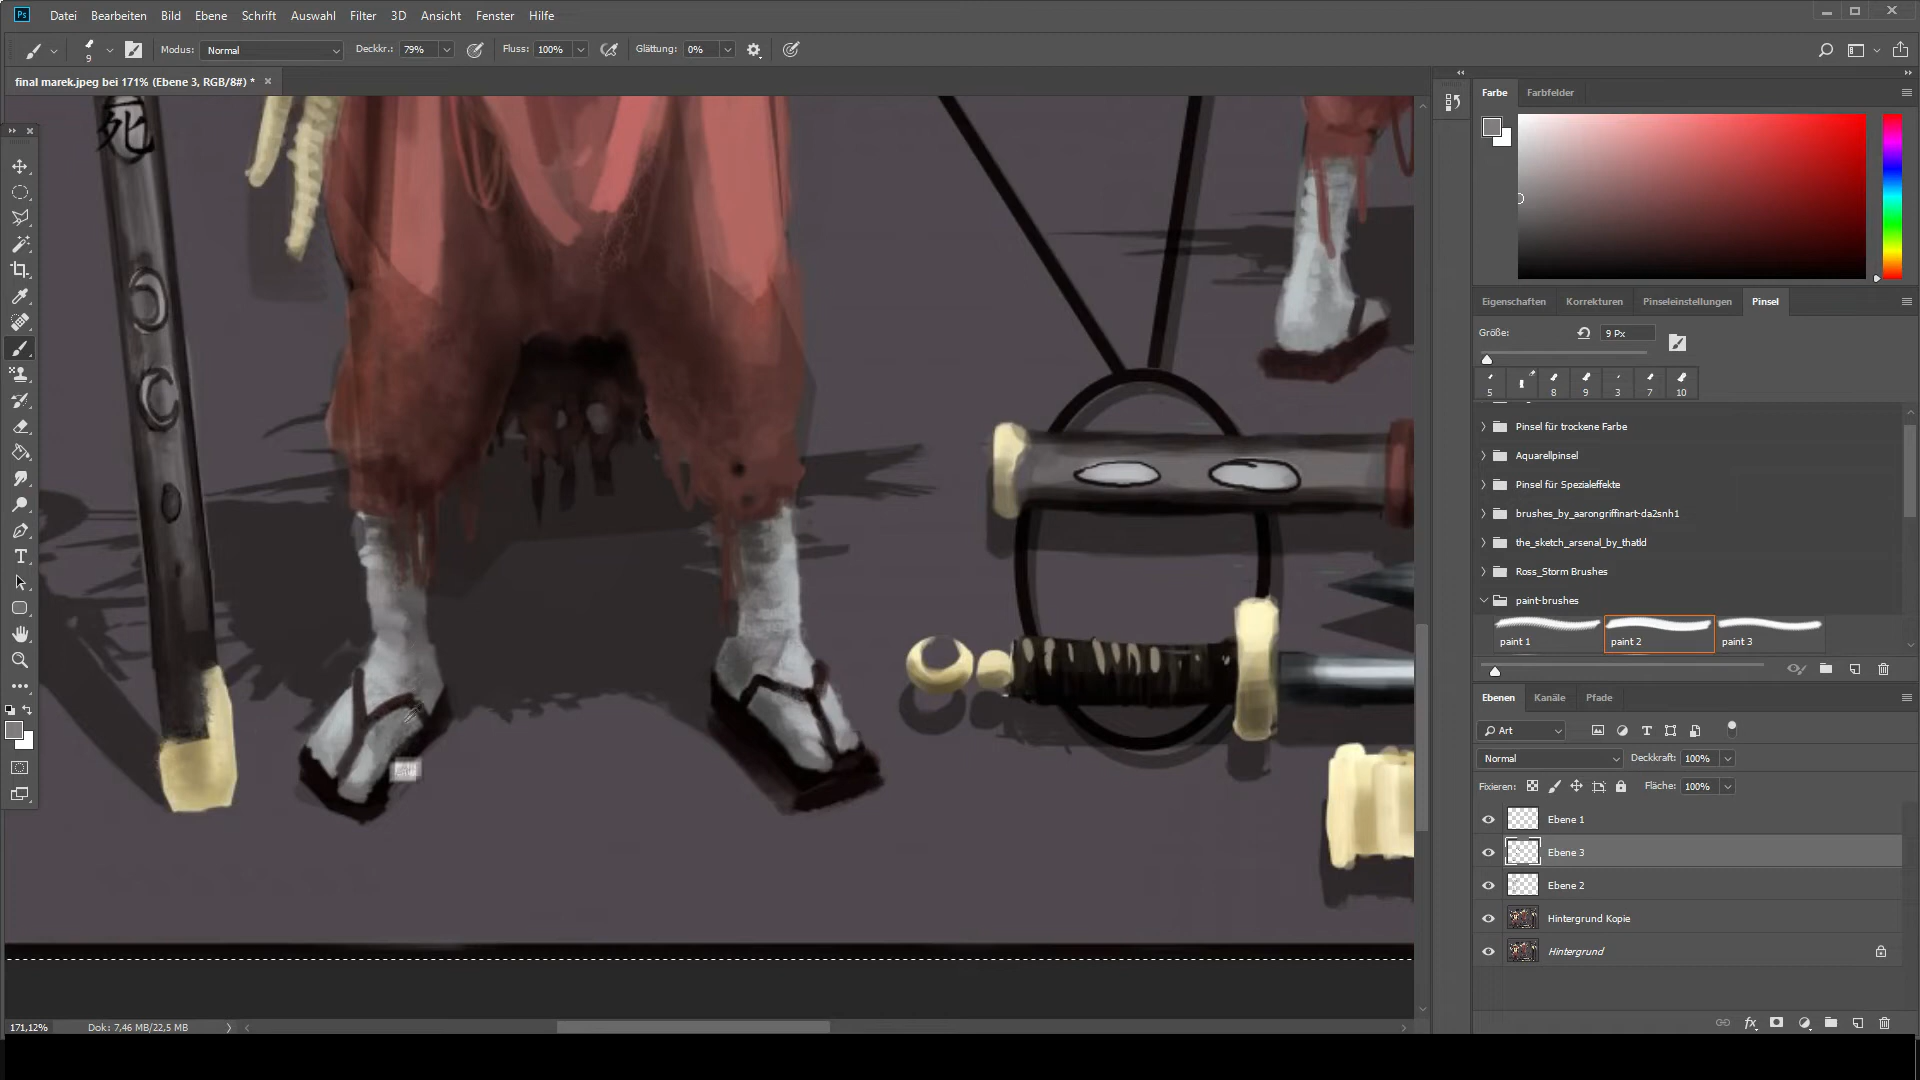 Ps Datei Bearbeiten Bild Ebene Schrift Auswahl Filter 3D Ansicht Fenster Hilfe
9 Modus: Normal Deckkr.: 79% Fluss: 100% Glättung: 0%
final marek.jpeg bei 171% (Ebene 3, RGB/8#) *
死
Farbe Farbfelder
Eigenschaften Korrekturen Pinseleinstellungen Pinsel
Größe: 9 Px
5 8 9 3 7 10
Pinsel für trockene Farbe
Aquarellpinsel
Pinsel für Spezialeffekte
brushes_by_aarongriffinart-da2snh1
the_sketch_arsenal_by_thatld
Ross_Storm Brushes
paint-brushes
paint 1 paint 2 paint 3
Ebenen Kanäle Pfade
Art
Normal Deckkraft: 100%
Fixieren: Fläche: 100%
Ebene 1
Ebene 3
Ebene 2
Hintergrund Kopie
Hintergrund
171,12% Dok: 7,46 MB/22,5 MB